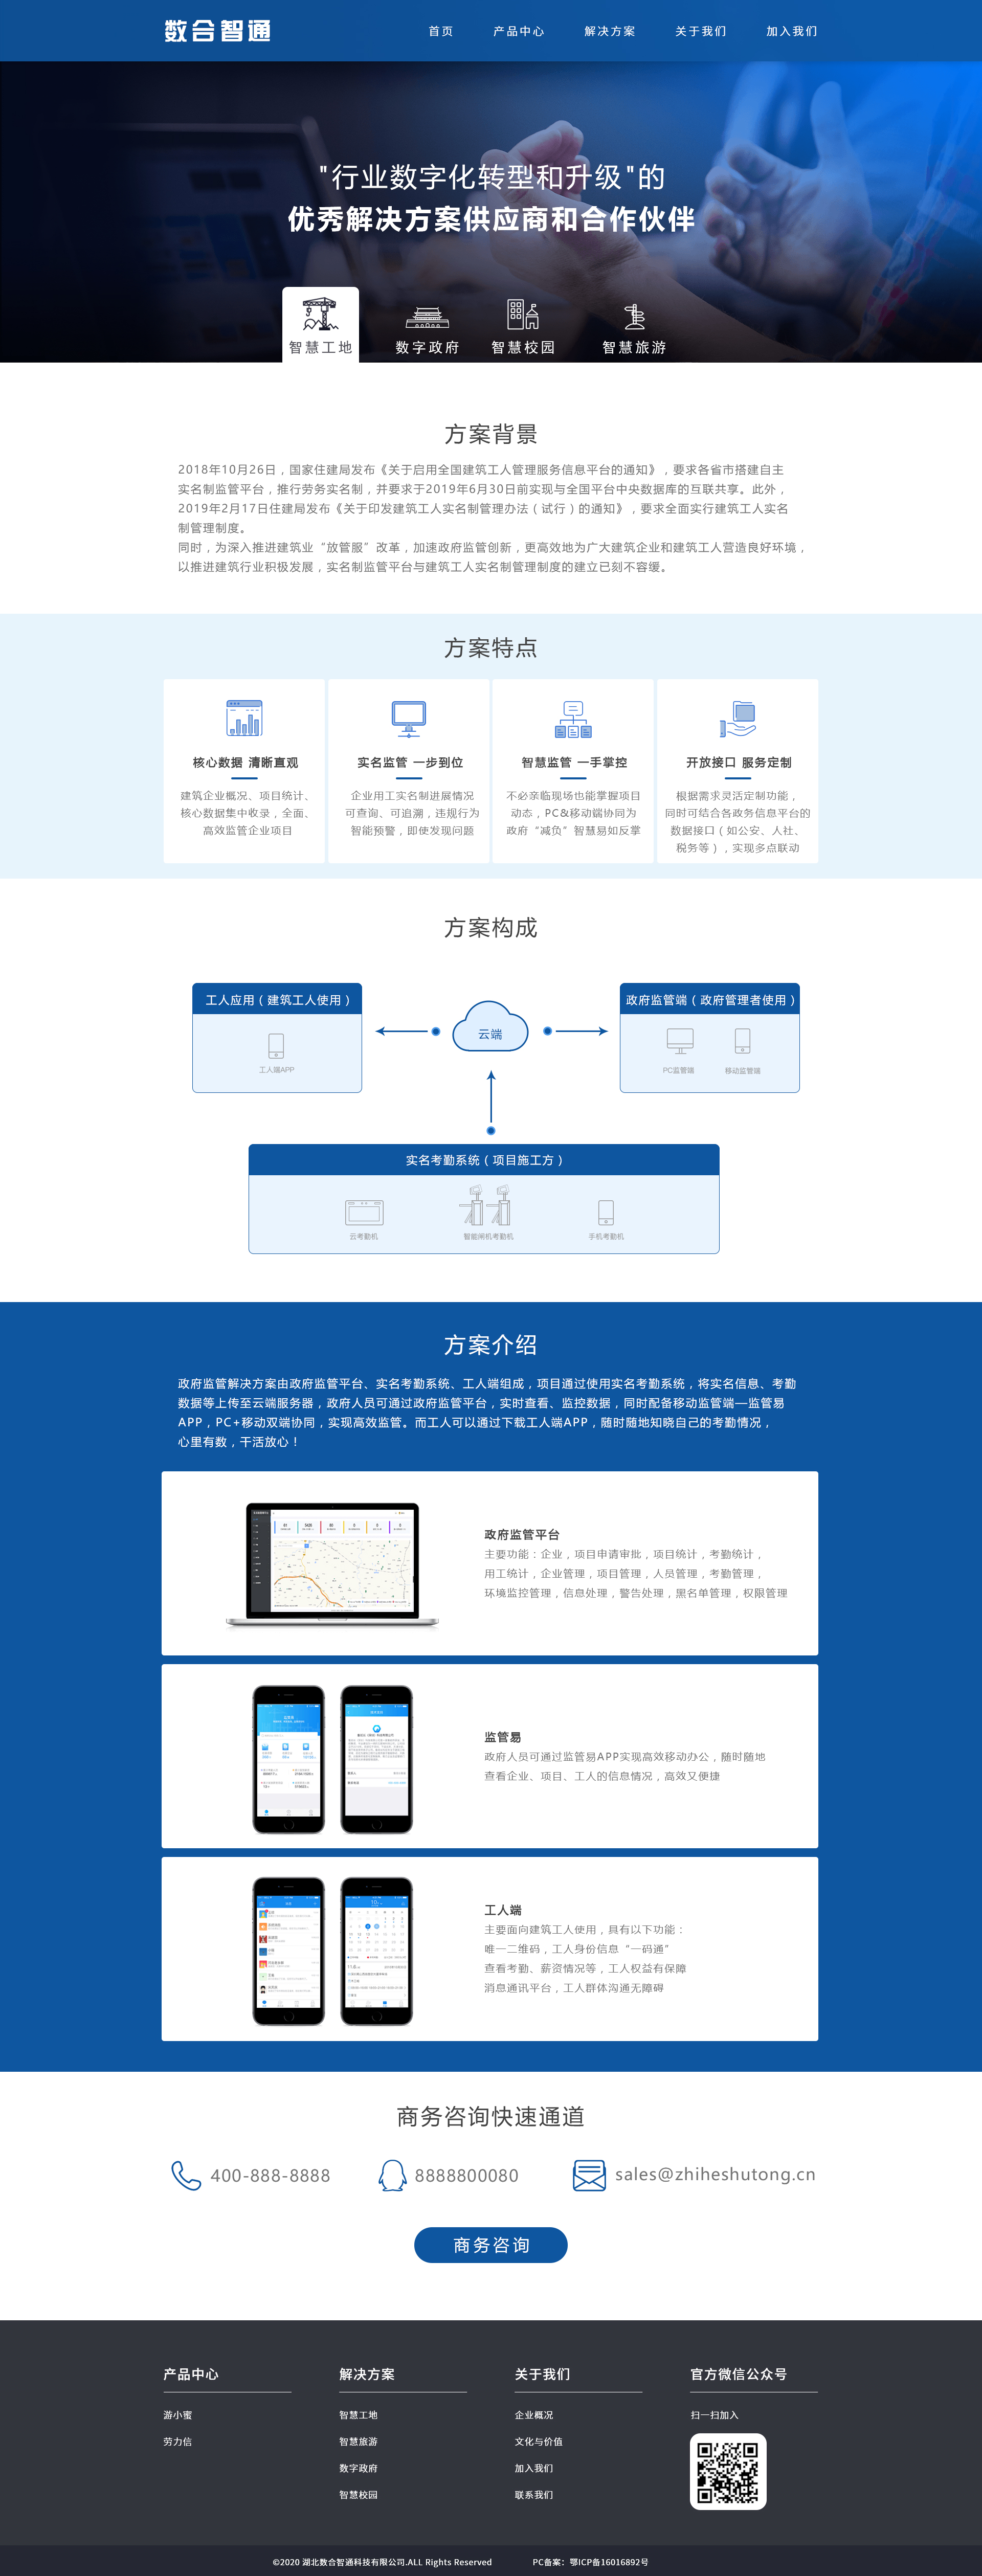 数合智通
首页
产品中心
解决方案
关于我们
加入我们
"行业数字化转型和升级"的
优秀解决方案供应商和合作伙伴
智慧工地
数字政府
智慧校园
智慧旅游
方案背景
2018年10月26日，国家住建局发布《关于启用全国建筑工人管理服务信息平台的通知》，要求各省市搭建自主
实名制监管平台，推行劳务实名制，并要求于2019年6月30日前实现与全国平台中央数据库的互联共享。此外，
2019年2月17日住建局发布《关于印发建筑工人实名制管理办法（试行）的通知》，要求全面实行建筑工人实名
制管理制度。
同时，为深入推进建筑业“放管服”改革，加速政府监管创新，更高效地为广大建筑企业和建筑工人营造良好环境，
以推进建筑行业积极发展，实名制监管平台与建筑工人实名制管理制度的建立已刻不容缓。
方案特点
核心数据 清晰直观
建筑企业概况、项目统计、
核心数据集中收录，全面、
高效监管企业项目
实名监管 一步到位
企业用工实名制进展情况
可查询、可追溯，违规行为
智能预警，即使发现问题
智慧监管 一手掌控
不必亲临现场也能掌握项目
动态，PC&移动端协同为
政府“减负”智慧易如反掌
开放接口 服务定制
根据需求灵活定制功能，
同时可结合各政务信息平台的
数据接口（如公安、人社、
税务等），实现多点联动
方案构成
工人应用（建筑工人使用）
工人端APP
云端
政府监管端（政府管理者使用）
PC监管端
移动监管端
实名考勤系统（项目施工方）
云考勤机
智能闸机考勤机
手机考勤机
方案介绍
政府监管解决方案由政府监管平台、实名考勤系统、工人端组成，项目通过使用实名考勤系统，将实名信息、考勤
数据等上传至云端服务器，政府人员可通过政府监管平台，实时查看、监控数据，同时配备移动监管端—监管易
APP，PC+移动双端协同，实现高效监管。而工人可以通过下载工人端APP，随时随地知晓自己的考勤情况，
心里有数，干活放心！
政府监管平台
主要功能：企业，项目申请审批，项目统计，考勤统计，
用工统计，企业管理，项目管理，人员管理，考勤管理，
环境监控管理，信息处理，警告处理，黑名单管理，权限管理
监管易
政府人员可通过监管易APP实现高效移动办公，随时随地
查看企业、项目、工人的信息情况，高效又便捷
工人端
主要面向建筑工人使用，具有以下功能：
唯一二维码，工人身份信息“一码通”
查看考勤、薪资情况等，工人权益有保障
消息通讯平台，工人群体沟通无障碍
商务咨询快速通道
400-888-8888
8888800080
sales@zhiheshutong.cn
商务咨询
产品中心
游小蜜
劳力信
解决方案
智慧工地
智慧旅游
数字政府
智慧校园
关于我们
企业概况
文化与价值
加入我们
联系我们
官方微信公众号
扫一扫加入
©2020 湖北数合智通科技有限公司.ALL Rights Reserved
PC备案：鄂ICP备16016892号